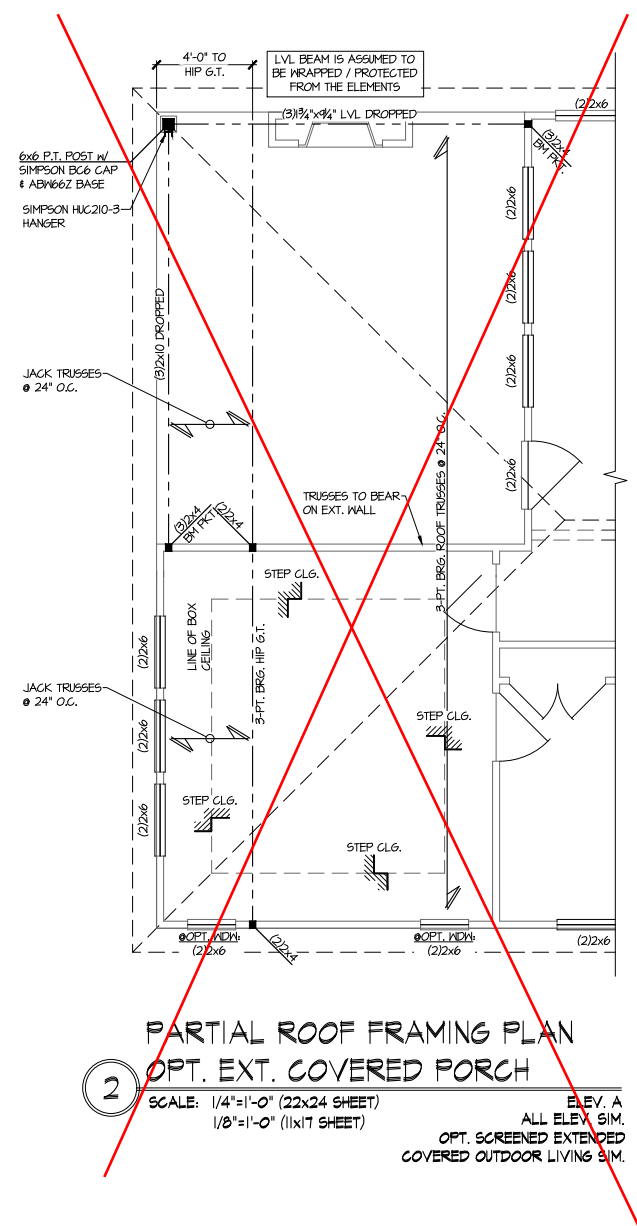 4'-0" TO
HIP G.T.
LVL BEAM IS ASSUMED TO
BE WRAPPED / PROTECTED
FROM THE ELEMENTS
(2)2x6
(3)1¾"x9¼" LVL DROPPED
(3)2x4
BM PKT.
6x6 P.T. POST W/
SIMPSON BC6 CAP
& ABW66Z BASE
SIMPSON HUC210-3
HANGER
(2)2x6
(2)2x6
(3)2x10 DROPPED
(2)2x6
JACK TRUSSES
@ 24" O.C.
(2)2x6
3-PT. BRG. ROOF TRUSSES @ 24" O.C.
TRUSSES TO BEAR
ON EXT. WALL
(3)2x4
BM PKT.
(2)2x4
STEP CLG.
LINE OF BOX
CEILING
(2)2x6
3-PT. BRG. HIP G.T.
JACK TRUSSES
@ 24" O.C.
STEP CLG.
(2)2x6
STEP CLG.
(2)2x6
STEP CLG.
@OPT. WDW:
(2)2x6
(2)2x4
@OPT. WDW:
(2)2x6
(2)2x6
PARTIAL ROOF FRAMING PLAN
2
OPT. EXT. COVERED PORCH
SCALE: 1/4"=1'-0" (22x24 SHEET)
1/8"=1'-0" (11x17 SHEET)
ELEV. A
ALL ELEV. SIM.
OPT. SCREENED EXTENDED
COVERED OUTDOOR LIVING SIM.